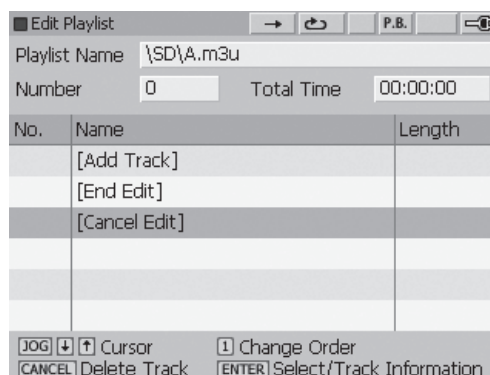 Edit Playlist P.B.
Playlist Name \SD\A.m3u
Number 0 Total Time 00:00:00
No. Name Length
[Add Track]
[End Edit]
[Cancel Edit]
JOG ↓ ↑ Cursor 1 Change Order
CANCEL Delete Track ENTER Select/Track Information